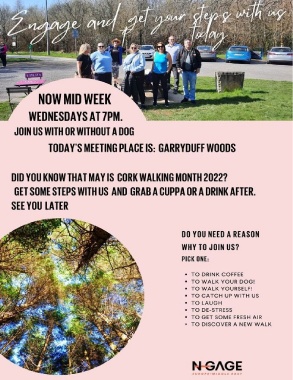 Engage and get your steps with us
today
NOW MID WEEK
WEDNESDAYS AT 7PM.
JOIN US WITH OR WITHOUT A DOG
TODAY'S MEETING PLACE IS: GARRYDUFF WOODS
DID YOU KNOW THAT MAY IS CORK WALKING MONTH 2022?
GET SOME STEPS WITH US AND GRAB A CUPPA OR A DRINK AFTER.
SEE YOU LATER
DO YOU NEED A REASON
WHY TO JOIN US?
PICK ONE:
• TO DRINK COFFEE
• TO WALK YOUR DOG!
• TO WALK YOURSELF!
• TO CATCH UP WITH US
• TO LAUGH
• TO DE-STRESS
• TO GET SOME FRESH AIR
• TO DISCOVER A NEW WALK
N-GAGE